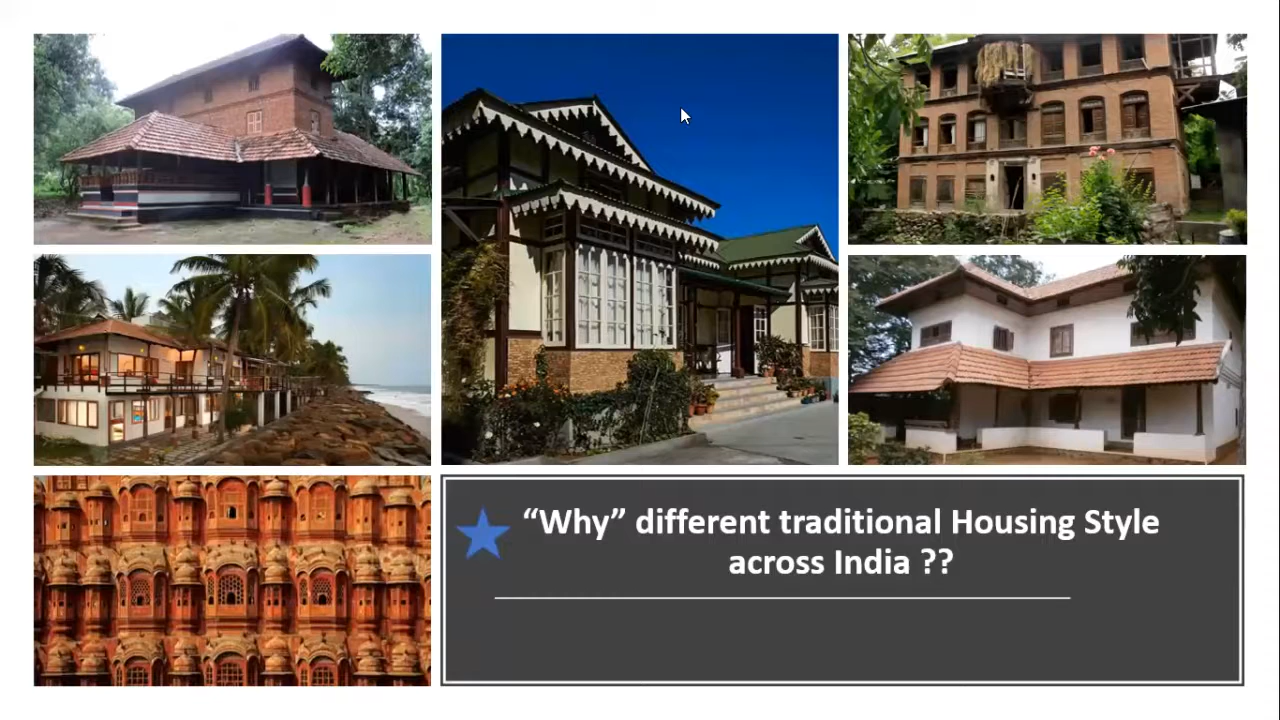 “Why” different traditional Housing Style
across India ??